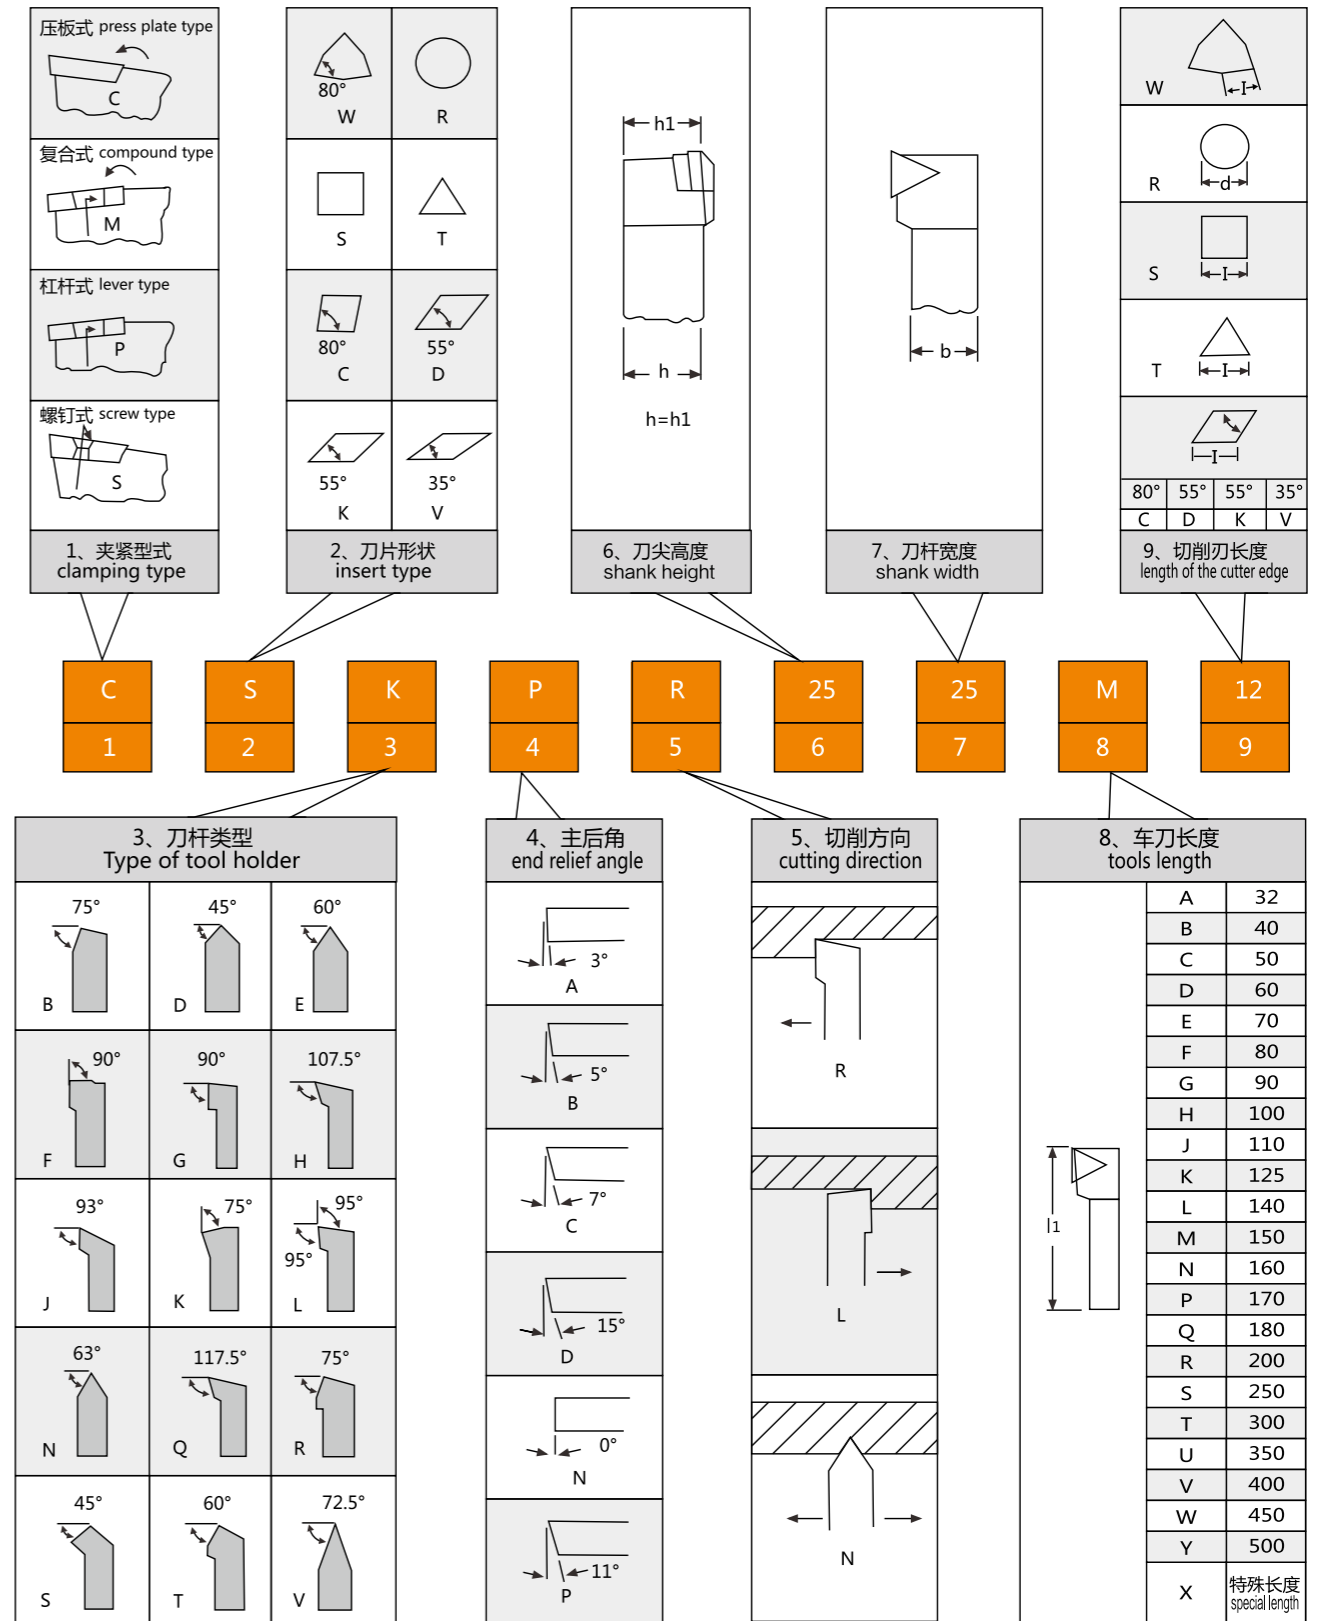 压板式 press plate type
C
复合式 compound type
M
杠杆式 lever type
P
螺钉式 screw type
S
1、夹紧型式
clamping type
80°
W
R
S
T
80°
C
55°
D
55°
K
35°
V
2、刀片形状
insert type
h1
h
h=h1
6、刀尖高度
shank height
b
7、刀杆宽度
shank width
W
I
R
d
S
I
T
I
I
80° 55° 55° 35°
C D K V
9、切削刃长度
length of the cutter edge
C S K P R 25 25 M 12
1 2 3 4 5 6 7 8 9
3、刀杆类型
Type of tool holder
75°
B
45°
D
60°
E
90°
F
90°
G
107.5°
H
93°
J
75°
K
95°
95°
L
63°
N
117.5°
Q
75°
R
45°
S
60°
T
72.5°
V
4、主后角
end relief angle
3°
A
5°
B
7°
C
15°
D
0°
N
11°
P
5、切削方向
cutting direction
R
L
N
8、车刀长度
tools length
l1
A 32
B 40
C 50
D 60
E 70
F 80
G 90
H 100
J 110
K 125
L 140
M 150
N 160
P 170
Q 180
R 200
S 250
T 300
U 350
V 400
W 450
Y 500
X 特殊长度
special length